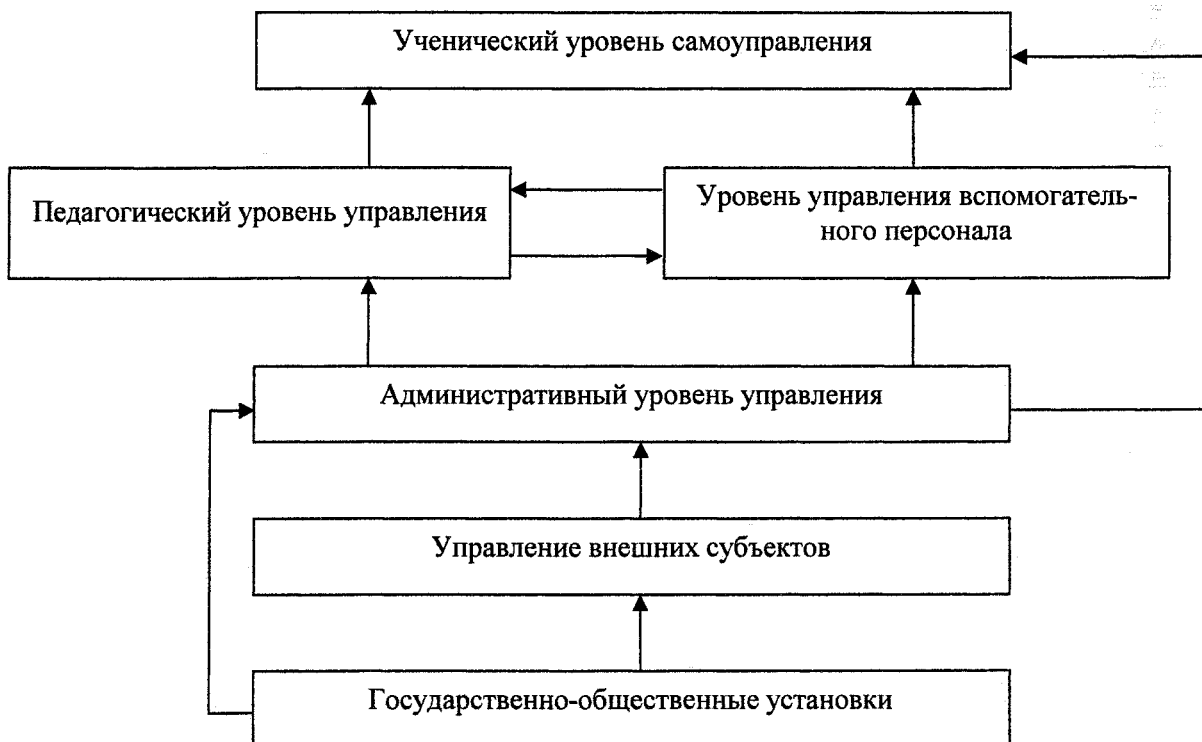 Ученический уровень самоуправления
Педагогический уровень управления
Уровень управления вспомогатель-
ного персонала
Административный уровень управления
Управление внешних субъектов
Государственно-общественные установки